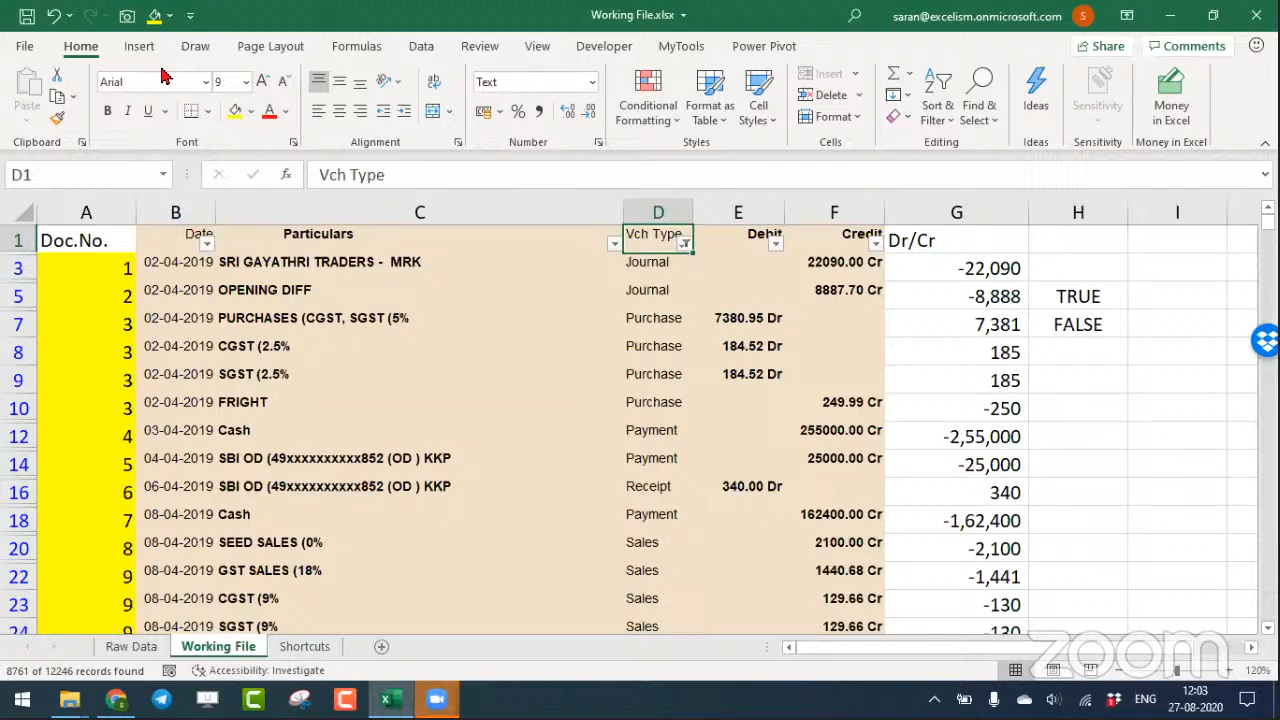 Working File.xlsx
saran@excelism.onmicrosoft.com S
File Home Insert Draw Page Layout Formulas Data Review View Developer MyTools Power Pivot Share Comments
Paste Arial 9 B I U Text Conditional Formatting Format as Table Cell Styles Insert Delete Format Sort & Filter Find & Select Ideas Sensitivity Money in Excel
Clipboard Font Alignment Number Styles Cells Editing Ideas Sensitivity Money in Excel
D1 fx Vch Type
A B C D E F G H I
1 Doc.No. Date Particulars Vch Type Debit Credit Dr/Cr
3 1 02-04-2019 SRI GAYATHRI TRADERS - MRK Journal 22090.00 Cr -22,090
5 2 02-04-2019 OPENING DIFF Journal 8887.70 Cr -8,888 TRUE
7 3 02-04-2019 PURCHASES (CGST, SGST (5% Purchase 7380.95 Dr 7,381 FALSE
8 3 02-04-2019 CGST (2.5% Purchase 184.52 Dr 185
9 3 02-04-2019 SGST (2.5% Purchase 184.52 Dr 185
10 3 02-04-2019 FRIGHT Purchase 249.99 Cr -250
12 4 03-04-2019 Cash Payment 255000.00 Cr -2,55,000
14 5 04-04-2019 SBI OD (49xxxxxxxxxx852 (OD ) KKP Payment 25000.00 Cr -25,000
16 6 06-04-2019 SBI OD (49xxxxxxxxxx852 (OD ) KKP Receipt 340.00 Dr 340
18 7 08-04-2019 Cash Payment 162400.00 Cr -1,62,400
20 8 08-04-2019 SEED SALES (0% Sales 2100.00 Cr -2,100
22 9 08-04-2019 GST SALES (18% Sales 1440.68 Cr -1,441
23 9 08-04-2019 CGST (9% Sales 129.66 Cr -130
24 9 08-04-2019 SGST (9% Sales 129.66 Cr -130
Raw Data Working File Shortcuts
8761 of 12246 records found Accessibility: Investigate 120%
zoom
ENG 12:03
27-08-2020